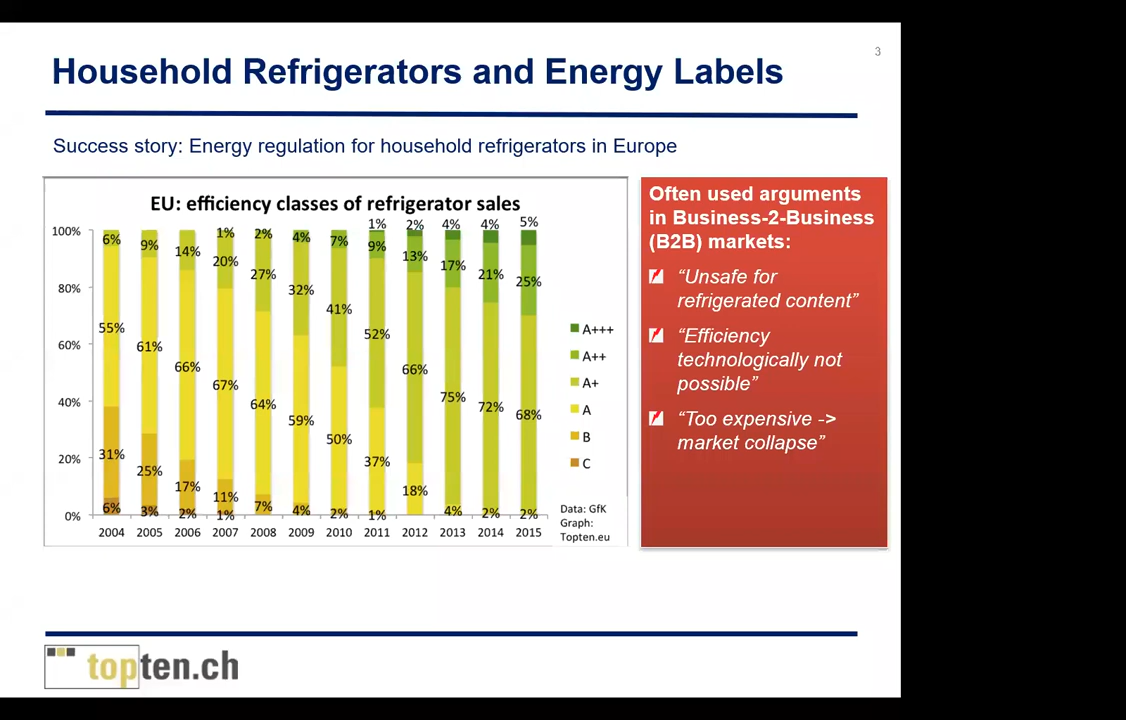 3
Household Refrigerators and Energy Labels
Success story: Energy regulation for household refrigerators in Europe
EU: efficiency classes of refrigerator sales
1% 2% 4% 4% 5%
100% 6% 9% 14% 1% 2% 4% 7% 9% 13% 17% 21% 25%
20% 27% 32% 41% 52%
80%
55% 61% 66% 67% 64% 59% 50% 37% 66% 75% 72% 68%
60%
40%
31% 25% 17% 11% 7% 4% 2% 1% 18% 4% 2% 2%
20%
6% 3% 2% 1%
0%
2004 2005 2006 2007 2008 2009 2010 2011 2012 2013 2014 2015
A+++
A++
A+
A
B
C
Data: GfK
Graph:
Topten.eu
Often used arguments
in Business-2-Business
(B2B) markets:
“Unsafe for
refrigerated content”
“Efficiency
technologically not
possible”
“Too expensive ->
market collapse”
topten.ch